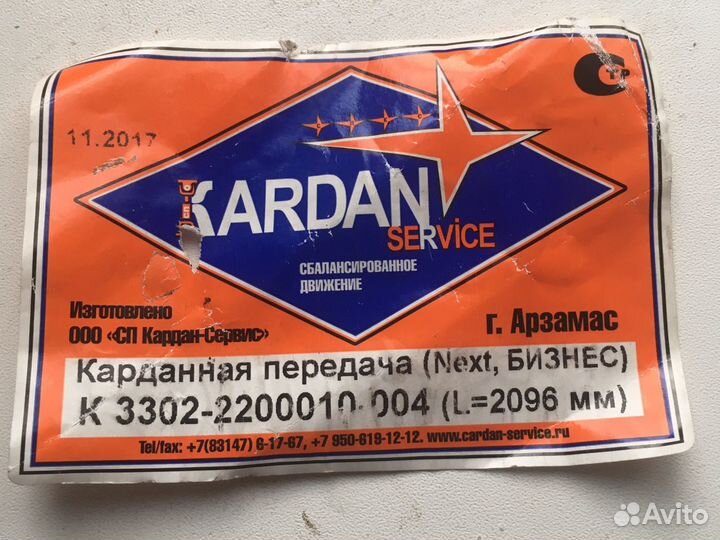 СТР
11.2017
KARDAN
SERViCE
СБАЛАНСИРОВАННОЕ
ДВИЖЕНИЕ
Изготовлено
ООО «СП Кардан-Сервис»
г. Арзамас
Карданная передача (Next, БИЗНЕС)
К 3302-2200010-004 (L=2096 мм)
Tel/fax: +7(83147) 6-17-67, +7 950-619-12-12. www.cardan-service.ru
Avito